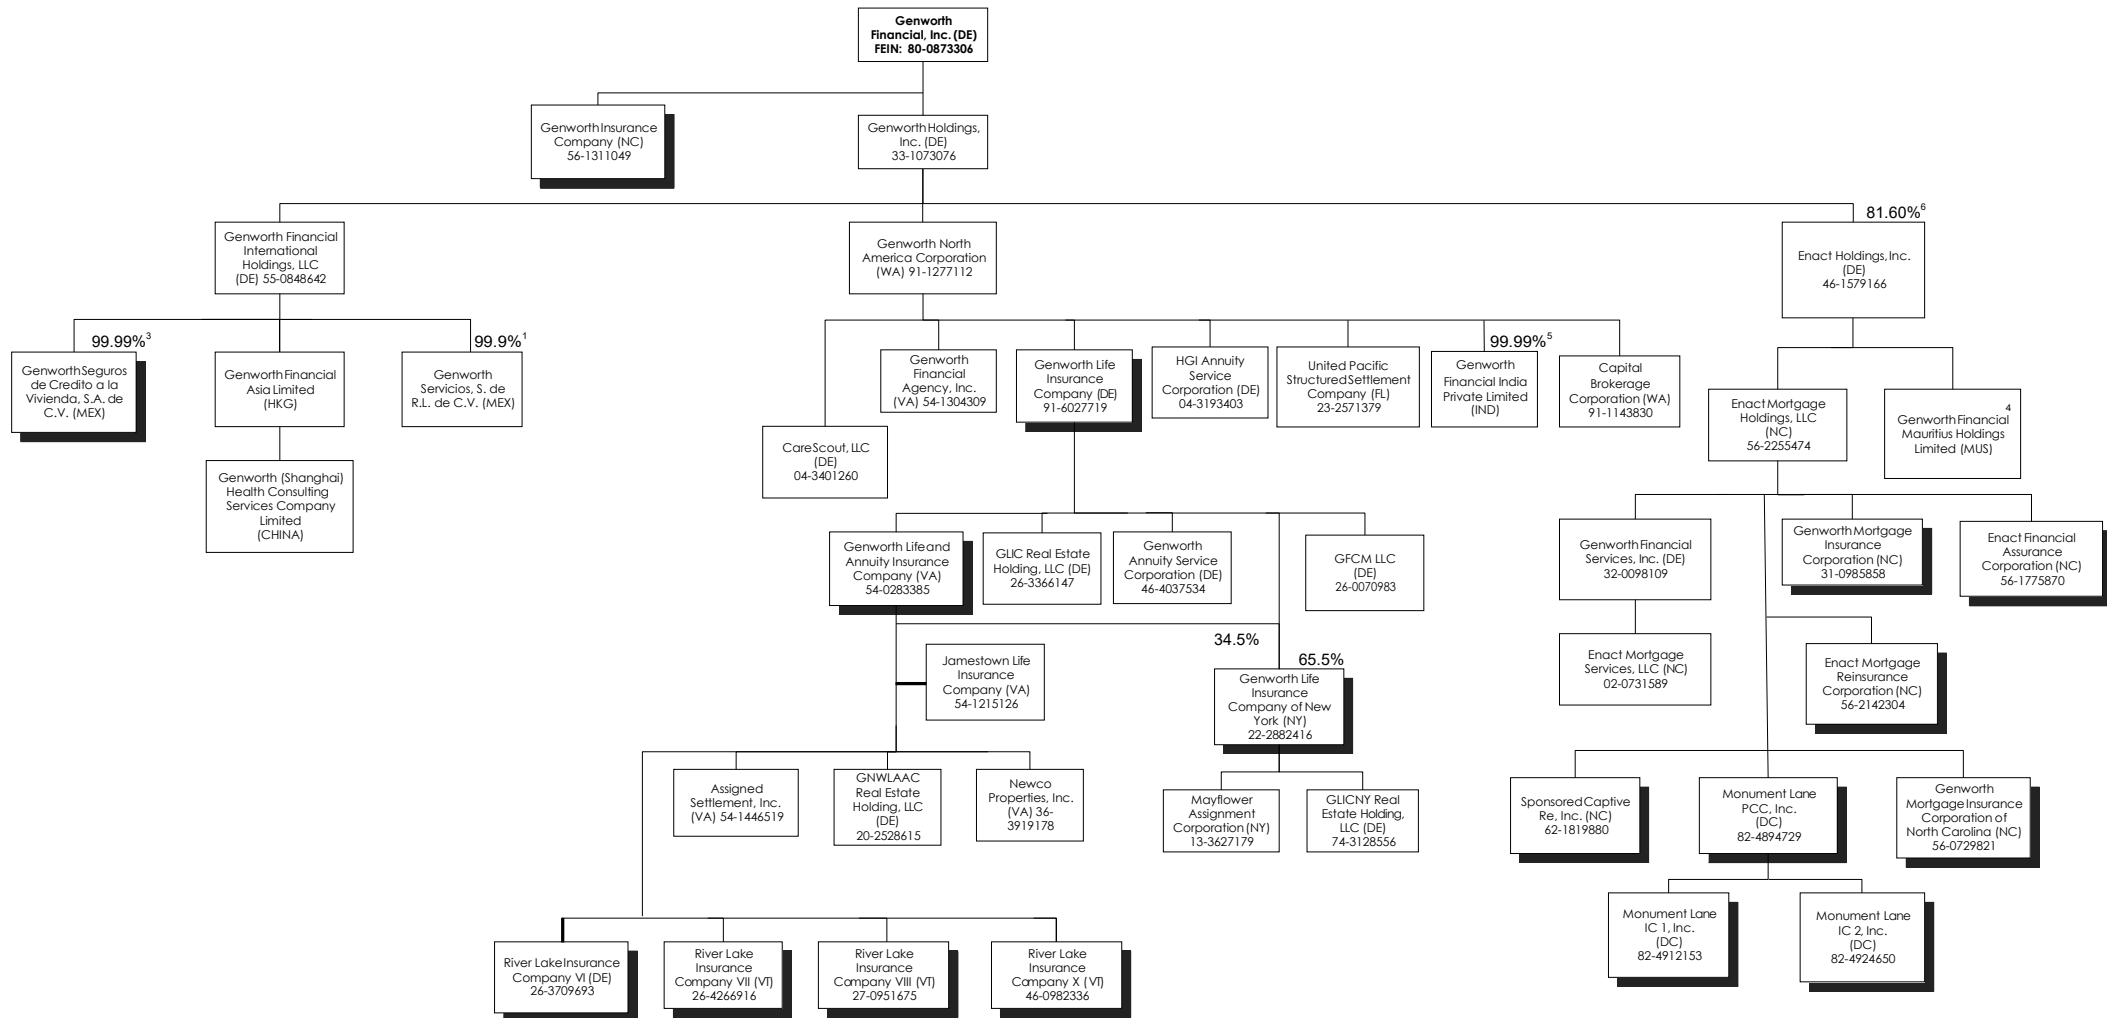 Genworth
Financial, Inc. (DE)
FEIN: 80-0873306
Genworth Insurance
Company (NC)
56-1311049
Genworth Holdings,
Inc. (DE)
33-1073076
Genworth Financial
International
Holdings, LLC
(DE) 55-0848642
Genworth North
America Corporation
(WA) 91-1277112
81.60%6
Enact Holdings, Inc.
(DE)
46-1579166
99.99%3
Genworth Seguros
de Credito a la
Vivienda, S.A. de
C.V. (MEX)
Genworth Financial
Asia Limited
(HKG)
99.9%1
Genworth
Servicios, S. de
R.L. de C.V. (MEX)
Genworth (Shanghai)
Health Consulting
Services Company
Limited
(CHINA)
CareScout, LLC
(DE)
04-3401260
Genworth
Financial
Agency, Inc.
(VA) 54-1304309
Genworth Life
Insurance
Company (DE)
91-6027719
HGI Annuity
Service
Corporation (DE)
04-3193403
United Pacific
Structured Settlement
Company (FL)
23-2571379
99.99%5
Genworth
Financial India
Private Limited
(IND)
Capital
Brokerage
Corporation (WA)
91-1143830
Enact Mortgage
Holdings, LLC
(NC)
56-2255474
4
Genworth Financial
Mauritius Holdings
Limited (MUS)
Genworth Life and
Annuity Insurance
Company (VA)
54-0283385
GLIC Real Estate
Holding, LLC (DE)
26-3366147
Genworth
Annuity Service
Corporation (DE)
46-4037534
GFCM LLC
(DE)
26-0070983
Genworth Financial
Services, Inc. (DE)
32-0098109
Genworth Mortgage
Insurance
Corporation (NC)
31-0985858
Enact Financial
Assurance
Corporation (NC)
56-1775870
34.5%
65.5%
Jamestown Life
Insurance
Company (VA)
54-1215126
Genworth Life
Insurance
Company of New
York (NY)
22-2882416
Enact Mortgage
Services, LLC (NC)
02-0731589
Enact Mortgage
Reinsurance
Corporation (NC)
56-2142304
Assigned
Settlement, Inc.
(VA) 54-1446519
GNWLAAC
Real Estate
Holding, LLC
(DE)
20-2528615
Newco
Properties, Inc.
(VA) 36-
3919178
Mayflower
Assignment
Corporation (NY)
13-3627179
GLICNY Real
Estate Holding,
LLC (DE)
74-3128556
Sponsored Captive
Re, Inc. (NC)
62-1819880
Monument Lane
PCC, Inc.
(DC)
82-4894729
Genworth
Mortgage Insurance
Corporation of
North Carolina (NC)
56-0729821
Monument Lane
IC 1, Inc.
(DC)
82-4912153
Monument Lane
IC 2, Inc.
(DC)
82-4924650
River Lake Insurance
Company VI (DE)
26-3709693
River Lake
Insurance
Company VII (VT)
26-4266916
River Lake
Insurance
Company VIII (VT)
27-0951675
River Lake
Insurance
Company X (VT)
46-0982336